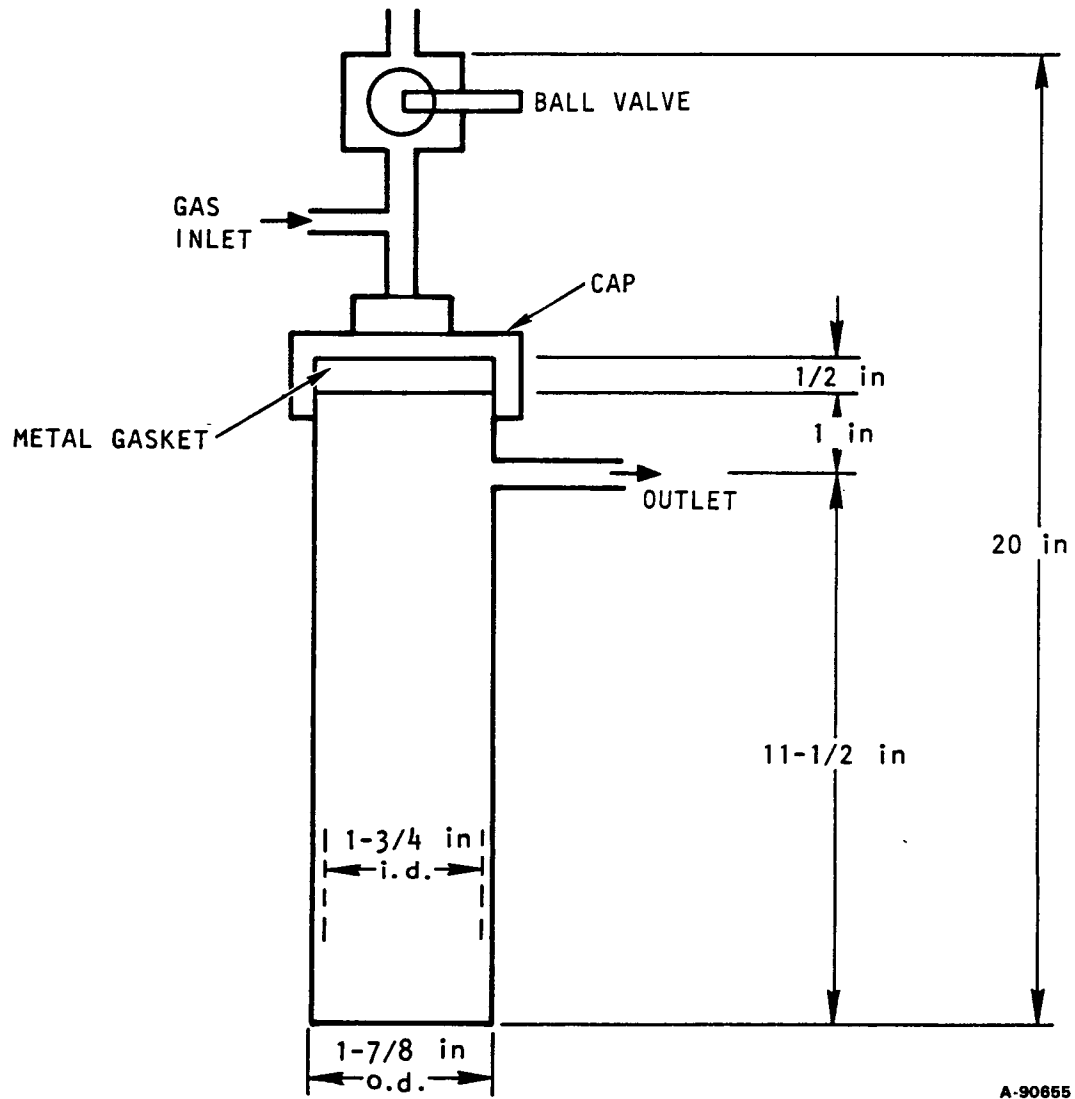 BALL VALVE
GAS
INLET
CAP
1/2 in
METAL GASKET
1 in
OUTLET
20 in
11-1/2 in
1-3/4 in
i.d.
1-7/8 in
o.d.
A-90655